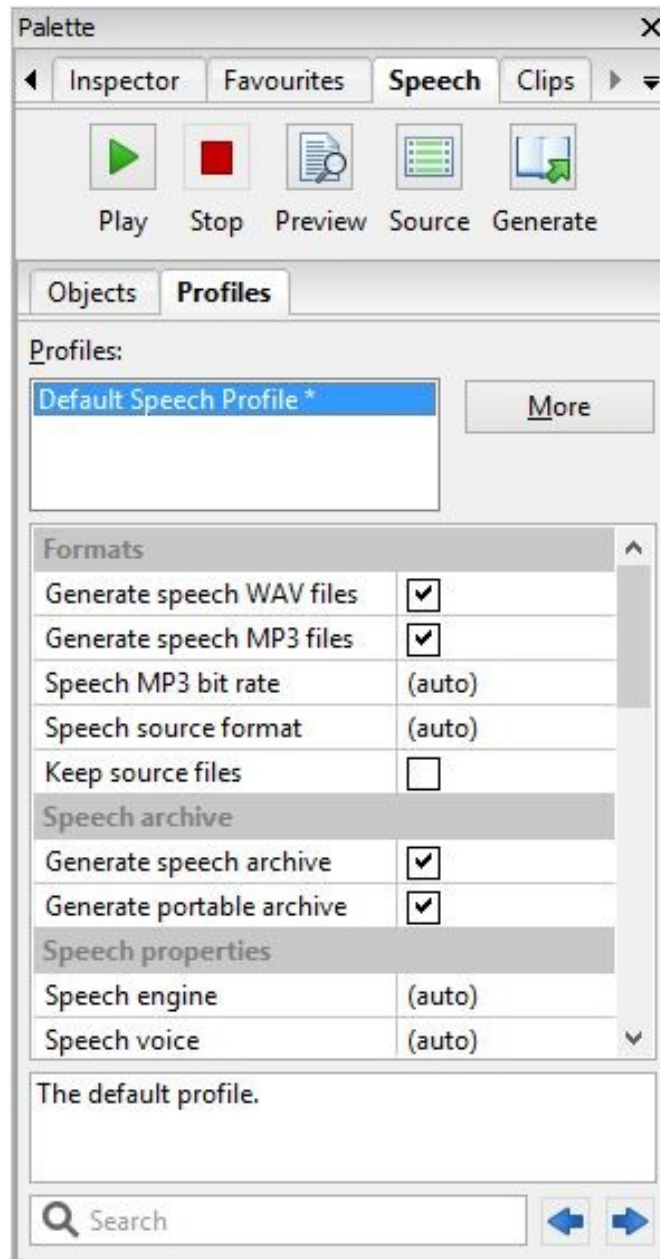 Palette
Inspector Favourites Speech Clips
Play Stop Preview Source Generate
Objects Profiles
Profiles:
Default Speech Profile *
More
Formats
Generate speech WAV files
Generate speech MP3 files
Speech MP3 bit rate (auto)
Speech source format (auto)
Keep source files
Speech archive
Generate speech archive
Generate portable archive
Speech properties
Speech engine (auto)
Speech voice (auto)
The default profile.
Search